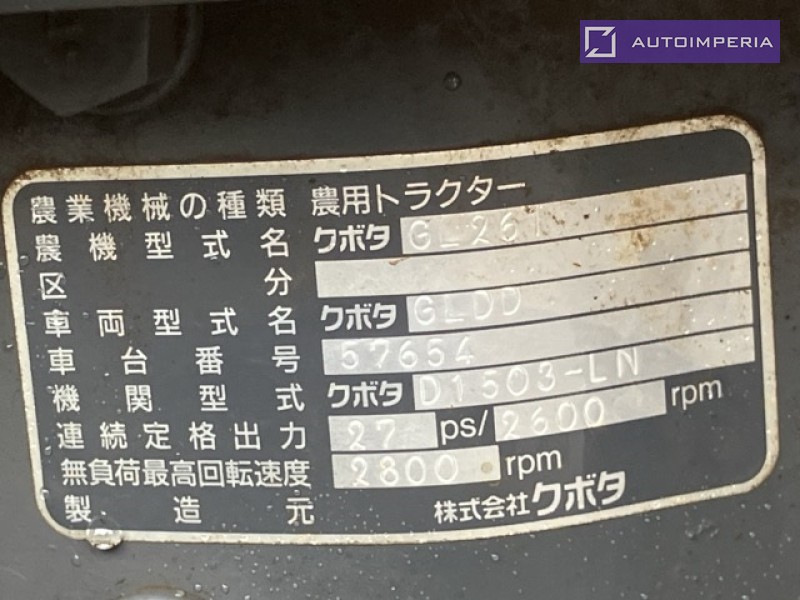 AUTOIMPERIA
農業機械の種類 農用トラクター
農機型式名 クボタ GL261
区分
車両型式名 クボタ GLDD
車台番号 57654
機関型式 クボタ D1503-LN
連続定格出力 27 ps/ 2600 rpm
無負荷最高回転速度 2800 rpm
製造元 株式会社クボタ